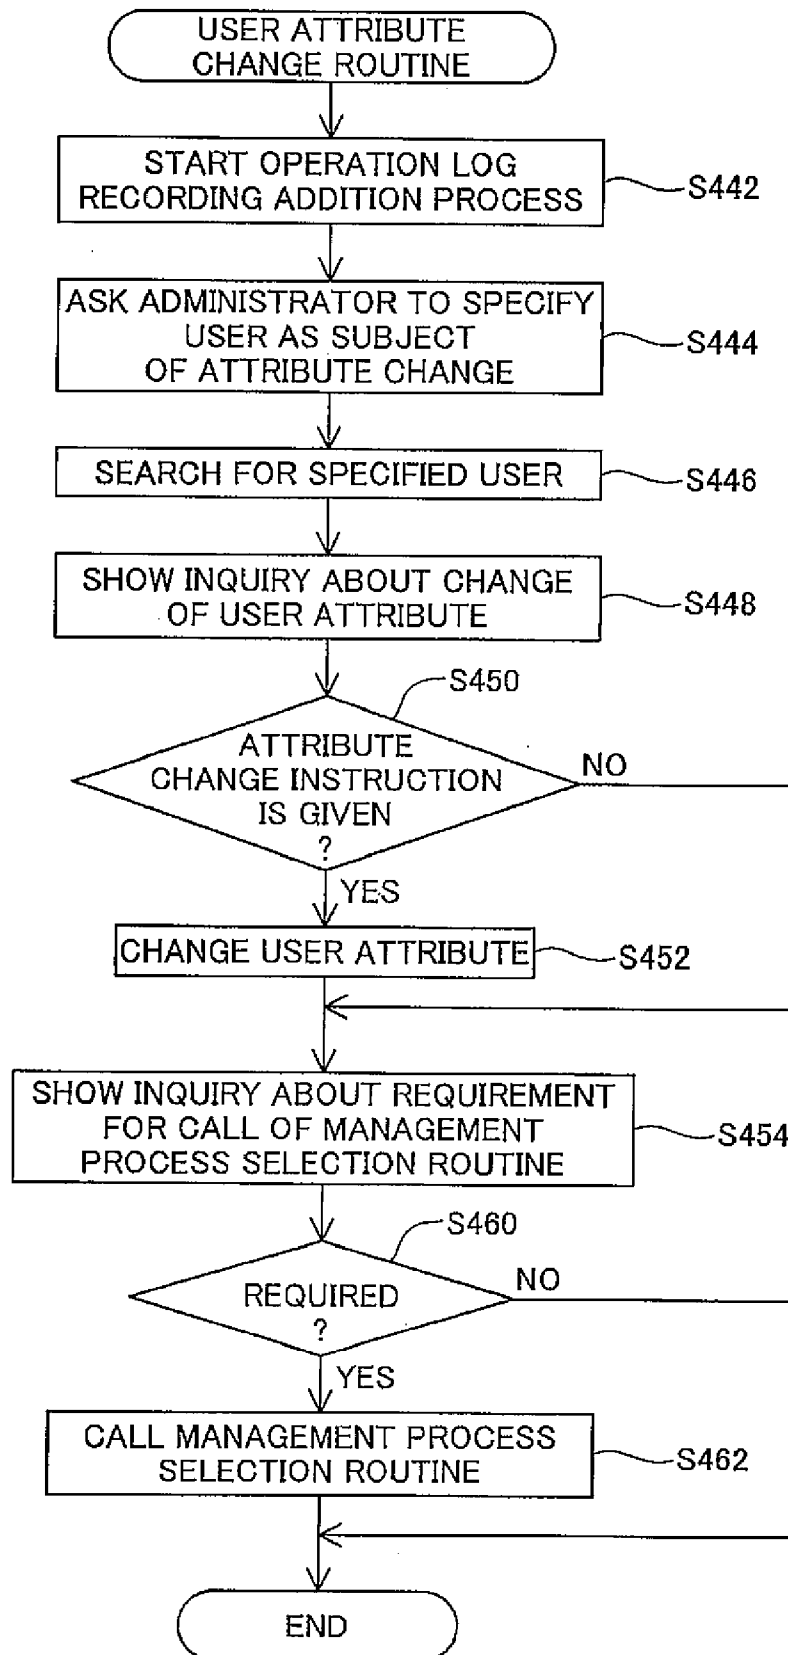 USER ATTRIBUTE
CHANGE ROUTINE
START OPERATION LOG
RECORDING ADDITION PROCESS
S442
ASK ADMINISTRATOR TO SPECIFY
USER AS SUBJECT
OF ATTRIBUTE CHANGE
S444
SEARCH FOR SPECIFIED USER
S446
SHOW INQUIRY ABOUT CHANGE
OF USER ATTRIBUTE
S448
S450
ATTRIBUTE
CHANGE INSTRUCTION
IS GIVEN
?
NO
YES
CHANGE USER ATTRIBUTE
S452
SHOW INQUIRY ABOUT REQUIREMENT
FOR CALL OF MANAGEMENT
PROCESS SELECTION ROUTINE
S454
S460
REQUIRED
?
NO
YES
CALL MANAGEMENT PROCESS
SELECTION ROUTINE
S462
END